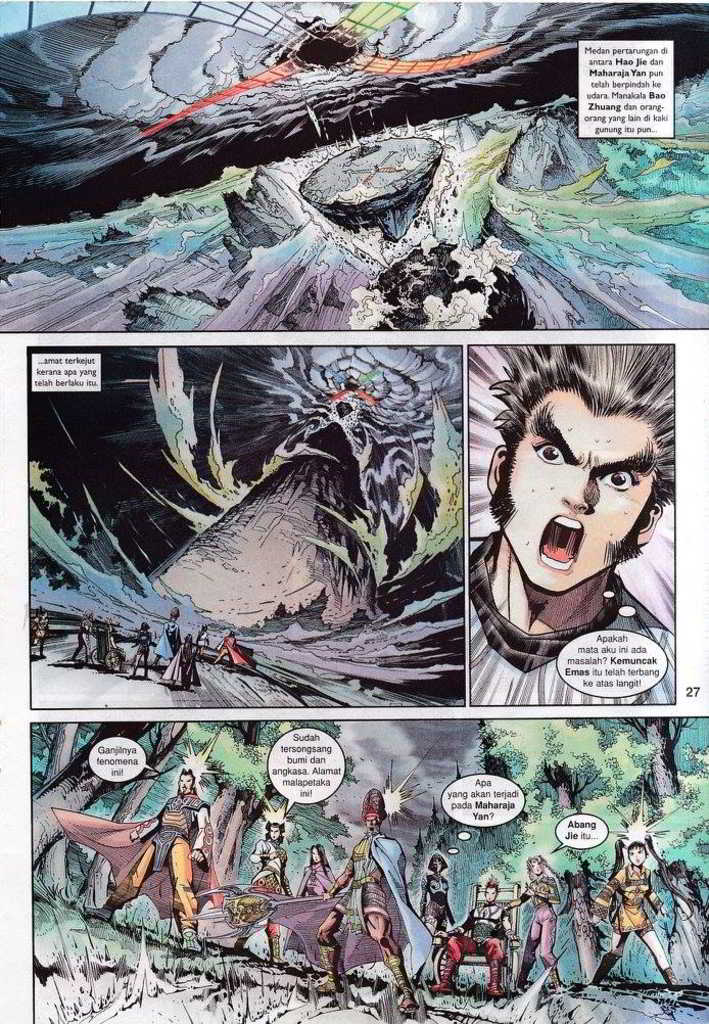 Medan pertarungan di
antara Hao Jie dan
Maharaja Yan pun
telah berpindah ke
udara. Manakala Bao
Zhuang dan orang-
orang yang lain di kaki
gunung itu pun...
...amat terkejut
kerana apa yang
telah berlaku itu.
Apakah
mata aku ini ada
masalah? Kemuncak
Emas itu telah terbang
ke atas langit!
27
Ganjilnya
fenomena
ini!
Sudah
tersongsang
bumi dan
angkasa. Alamat
malapetaka
ini!
Apa
yang akan terjadi
pada Maharaja
Yan?
Abang
Jie itu...